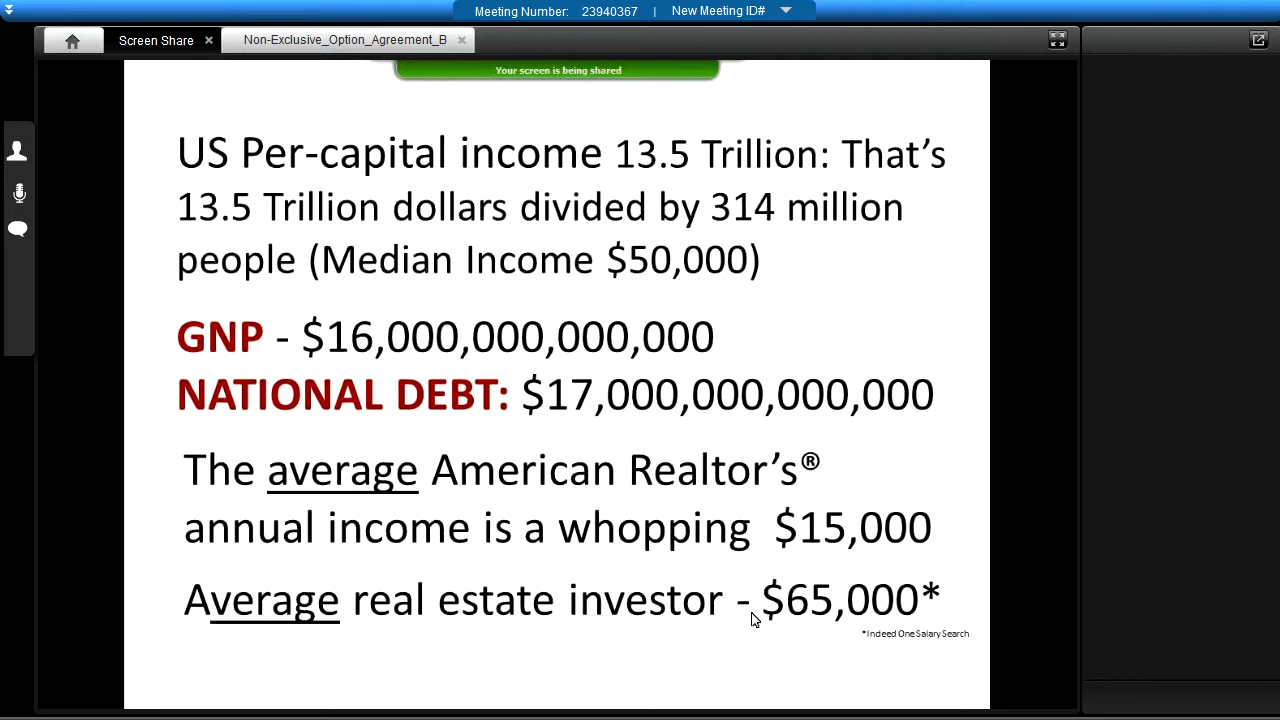 Meeting Number: 23940367 | New Meeting ID#
Screen Share × Non-Exclusive_Option_Agreement_B ×
Your screen is being shared
US Per-capital income 13.5 Trillion: That’s
13.5 Trillion dollars divided by 314 million
people (Median Income $50,000)
GNP - $16,000,000,000,000
NATIONAL DEBT: $17,000,000,000,000
The average American Realtor’s®
annual income is a whopping $15,000
Average real estate investor - $65,000*
*Indeed One Salary Search